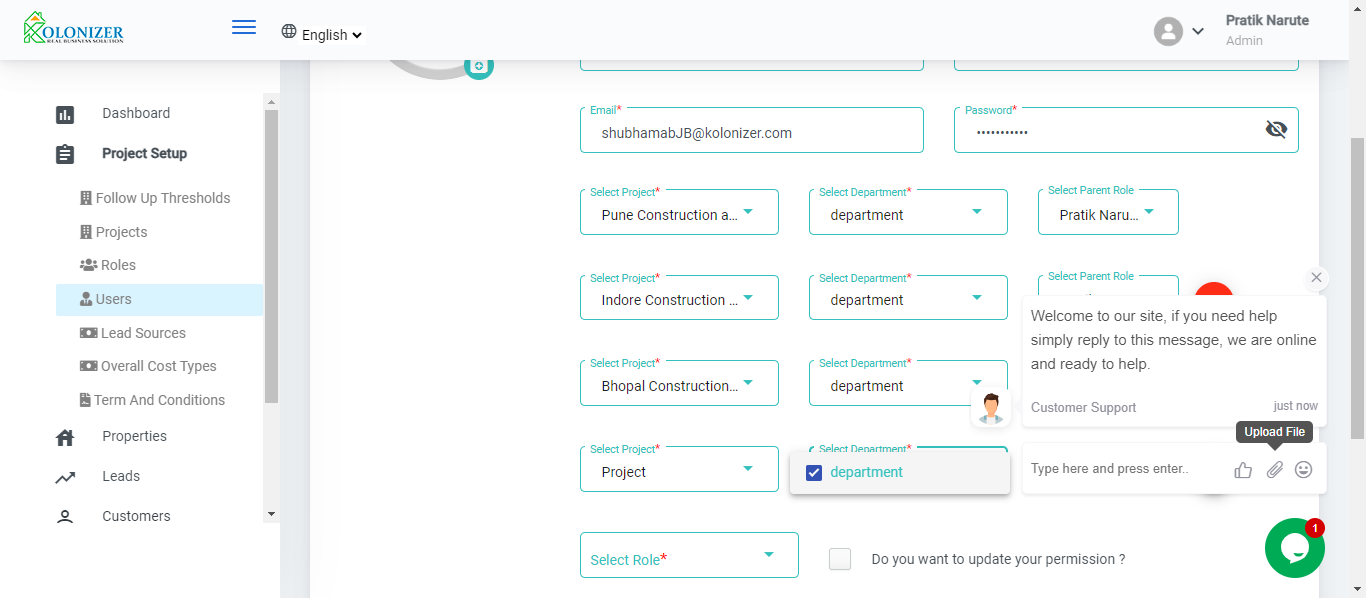 KOLONIZER
REAL BUSINESS SOLUTION
English
Pratik Narute
Admin
Dashboard
Project Setup
Follow Up Thresholds
Projects
Roles
Users
Lead Sources
Overall Cost Types
Term And Conditions
Properties
Leads
Customers
Email*
shubhamabJB@kolonizer.com
Password*
•••••••••••
Select Project*
Pune Construction a...
Select Department*
department
Select Parent Role
Pratik Naru...
Select Project*
Indore Construction ...
Select Department*
department
Select Parent Role
Select Project*
Bhopal Construction...
Select Department*
department
Select Project*
Project
Select Department*
department
Select Role*
Do you want to update your permission ?
Welcome to our site, if you need help
simply reply to this message, we are online
and ready to help.
Customer Support
just now
Upload File
Type here and press enter..
1